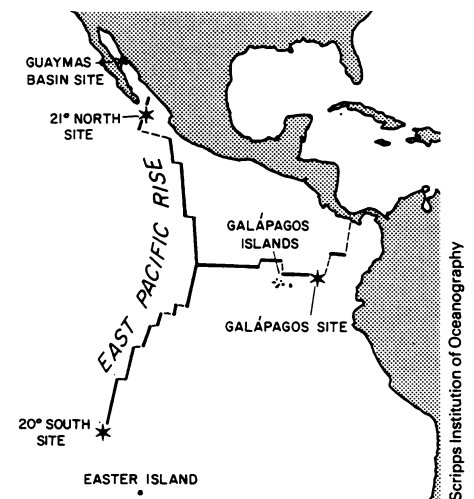 GUAYMAS
BASIN SITE
21° NORTH
SITE
EAST PACIFIC RISE
GALÁPAGOS
ISLANDS
GALÁPAGOS SITE
20° SOUTH
SITE
EASTER ISLAND
Scripps Institution of Oceanography